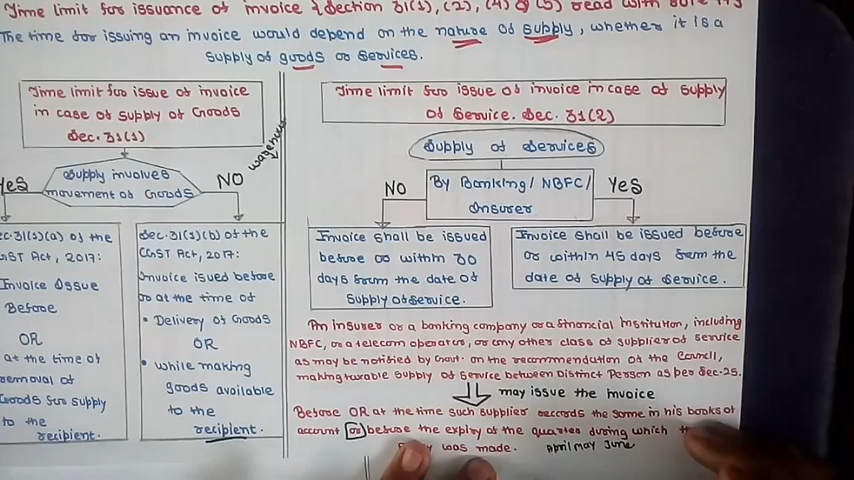 Time limit for issuance of invoice {Section 31(1), (2), (4) & (5) read with Rule 47}
The time for issuing an invoice would depend on the nature of supply, whether it is a
supply of goods or services.
Time limit for issue of invoice
in case of supply of Goods
Sec. 31(1)
Supply involves
movement of Goods
Yes
NO
wagencus
Sec.31(1)(a) of the
GST Act, 2017:
Invoice Issue
Before
OR
at the time of
removal of
Goods for supply
to the
recipient.
Sec.31(1)(b) of the
CGST Act, 2017:
Invoice issued before
or at the time of
• Delivery of Goods
OR
• while making
goods available
to the
recipient.
Time limit for issue of invoice in case of supply
of Service. Sec. 31(2)
Supply of Services
By Banking/NBFC/
Insurer
NO
Yes
Invoice shall be issued
before or within 30
days from the date of
supply of service.
Invoice shall be issued before
or within 45 days from the
date of supply of service.
An insurer or a banking company or a financial institution, including
NBFC, or a telecom operator, or any other class of supplier of service
as may be notified by Govt. on the recommendation of the Council,
making taxable supply of service between Distinct Person as per Sec-25.
may issue the invoice
Before OR at the time such supplier records the same in his books of
account or before the expiry of the quarter during which
was made. April may June